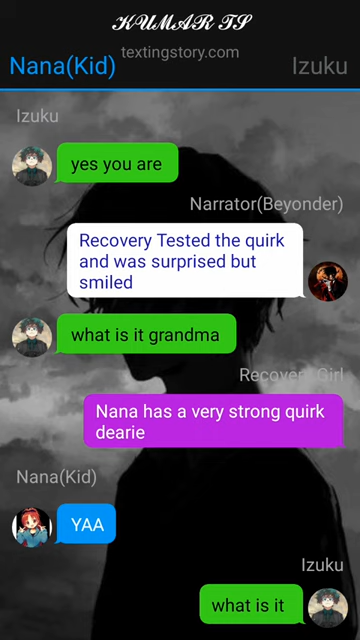 𝓚𝓤𝓜𝓐𝓡 𝓣𝓢
textingstory.com
Nana(Kid) Izuku
Izuku
yes you are
Narrator(Beyonder)
Recovery Tested the quirk
and was surprised but
smiled
what is it grandma
Recovery Girl
Nana has a very strong quirk
dearie
Nana(Kid)
YAA
Izuku
what is it